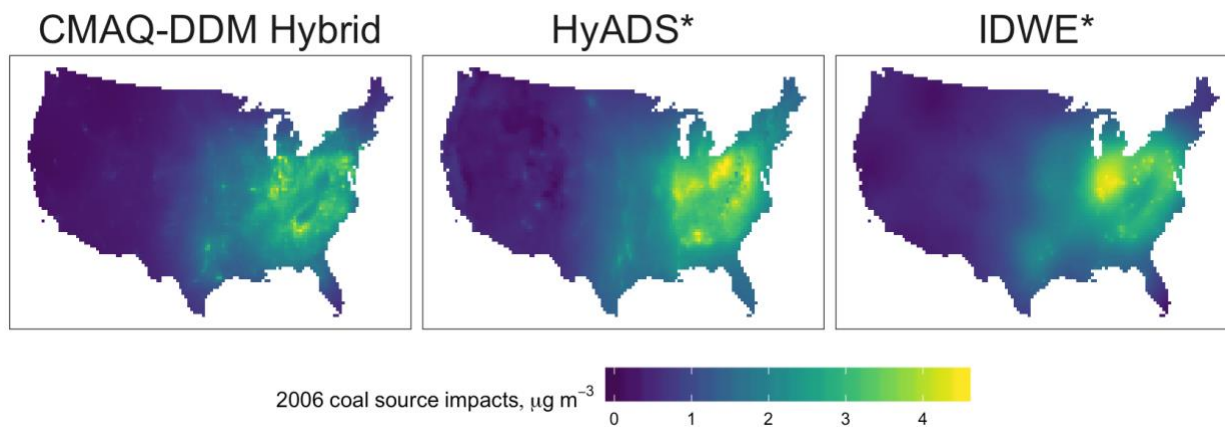 CMAQ-DDM Hybrid HyADS* IDWE*
2006 coal source impacts, μg m⁻³
0 1 2 3 4